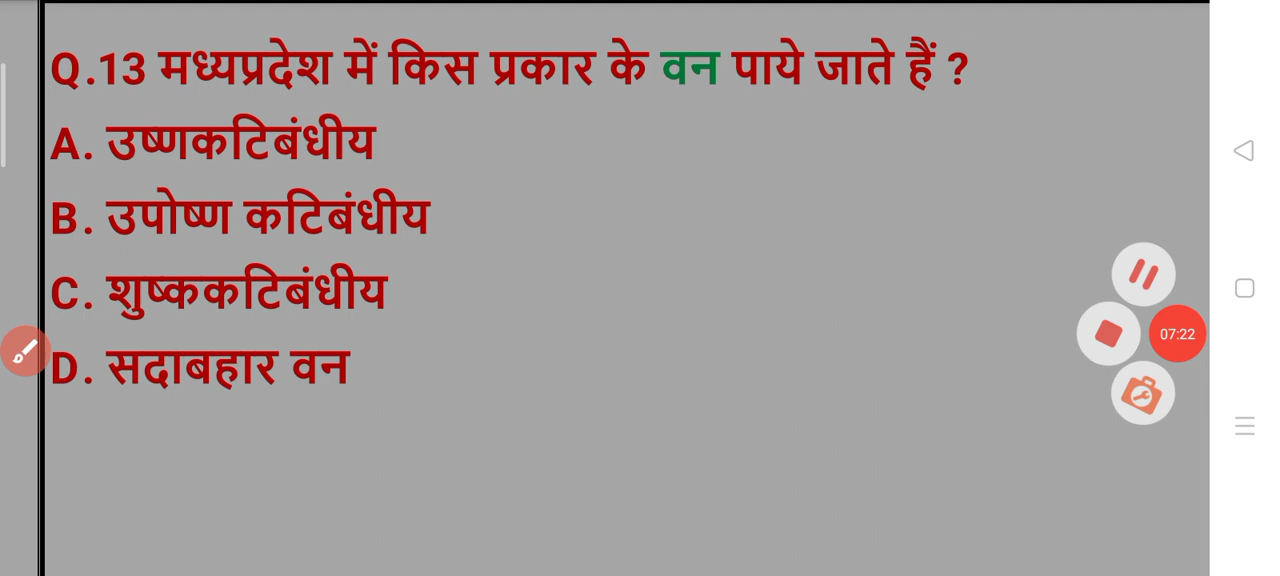 Q.13 मध्यप्रदेश में किस प्रकार के वन पाये जाते हैं ?
A. उष्णकटिबंधीय
B. उपोष्ण कटिबंधीय
C. शुष्ककटिबंधीय
D. सदाबहार वन
07:22